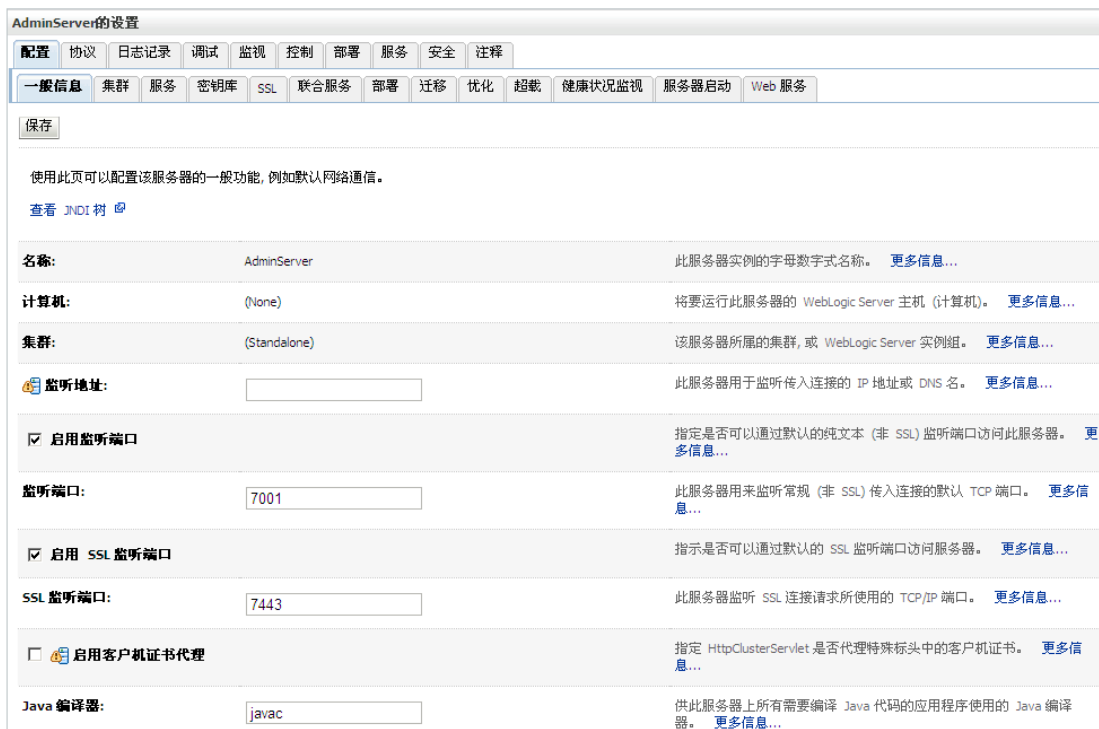 AdminServer的设置
配置 协议 日志记录 调试 监视 控制 部署 服务 安全 注释
一般信息 集群 服务 密钥库 SSL 联合服务 部署 迁移 优化 超载 健康状况监视 服务器启动 Web 服务
保存
使用此页可以配置该服务器的一般功能, 例如默认网络通信。
查看 JNDI 树
名称: AdminServer 此服务器实例的字母数字式名称。 更多信息...
计算机: (None) 将要运行此服务器的 WebLogic Server 主机 (计算机)。 更多信息...
集群: (Standalone) 该服务器所属的集群, 或 WebLogic Server 实例组。 更多信息...
监听地址: 此服务器用于监听传入连接的 IP 地址或 DNS 名。 更多信息...
启用监听端口 指定是否可以通过默认的纯文本 (非 SSL) 监听端口访问此服务器。 更
多信息...
监听端口: 7001 此服务器用来监听常规 (非 SSL) 传入连接的默认 TCP 端口。 更多信
息...
启用 SSL 监听端口 指示是否可以通过默认的 SSL 监听端口访问服务器。 更多信息...
SSL 监听端口: 7443 此服务器监听 SSL 连接请求所使用的 TCP/IP 端口。 更多信息...
启用客户机证书代理 指定 HttpClusterServlet 是否代理特殊标头中的客户机证书。 更多信
息...
Java 编译器: javac 供此服务器上所有需要编译 Java 代码的应用程序使用的 Java 编译
器。 更多信息...